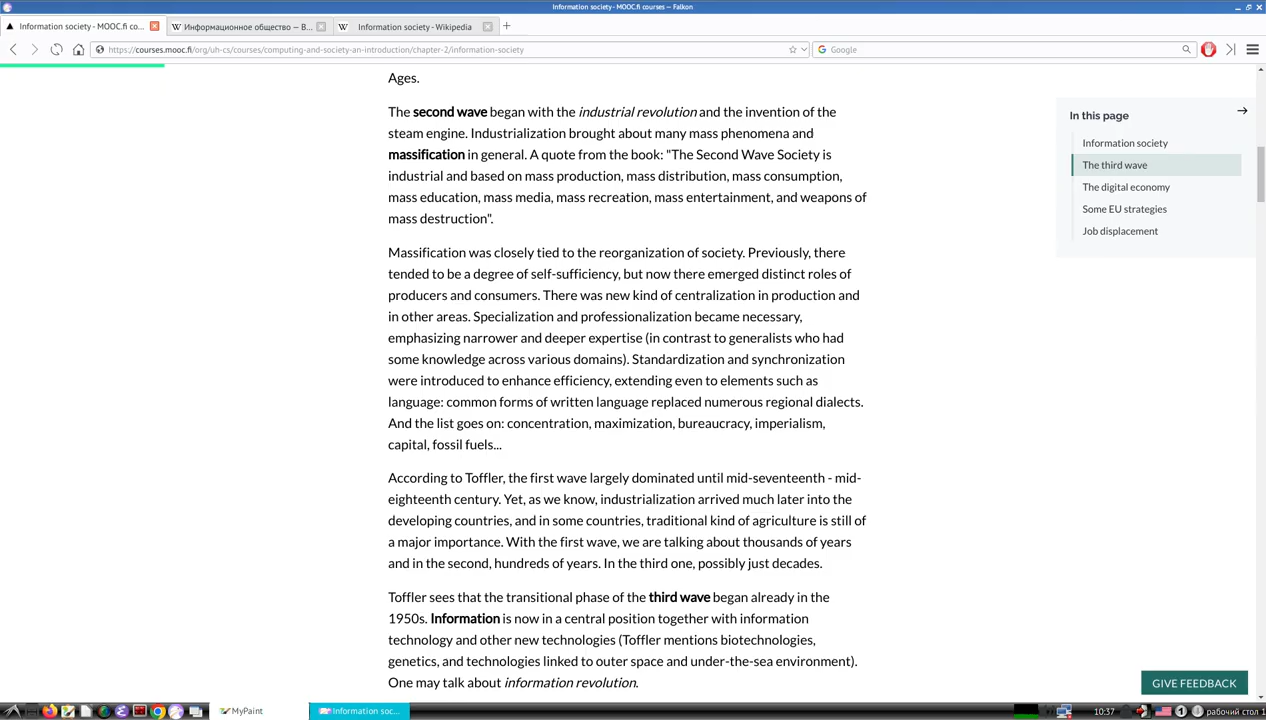 Information society - MOOC.fi courses — Falkon
Information society - MOOC.fi co...
Информационное общество — В...
Information society - Wikipedia
https://courses.mooc.fi/org/uh-cs/courses/computing-and-society-an-introduction/chapter-2/information-society
Google
Ages.
The second wave began with the industrial revolution and the invention of the
steam engine. Industrialization brought about many mass phenomena and
massification in general. A quote from the book: "The Second Wave Society is
industrial and based on mass production, mass distribution, mass consumption,
mass education, mass media, mass recreation, mass entertainment, and weapons of
mass destruction".
Massification was closely tied to the reorganization of society. Previously, there
tended to be a degree of self-sufficiency, but now there emerged distinct roles of
producers and consumers. There was new kind of centralization in production and
in other areas. Specialization and professionalization became necessary,
emphasizing narrower and deeper expertise (in contrast to generalists who had
some knowledge across various domains). Standardization and synchronization
were introduced to enhance efficiency, extending even to elements such as
language: common forms of written language replaced numerous regional dialects.
And the list goes on: concentration, maximization, bureaucracy, imperialism,
capital, fossil fuels...
According to Toffler, the first wave largely dominated until mid-seventeenth - mid-
eighteenth century. Yet, as we know, industrialization arrived much later into the
developing countries, and in some countries, traditional kind of agriculture is still of
a major importance. With the first wave, we are talking about thousands of years
and in the second, hundreds of years. In the third one, possibly just decades.
Toffler sees that the transitional phase of the third wave began already in the
1950s. Information is now in a central position together with information
technology and other new technologies (Toffler mentions biotechnologies,
genetics, and technologies linked to outer space and under-the-sea environment).
One may talk about information revolution.
In this page
Information society
The third wave
The digital economy
Some EU strategies
Job displacement
GIVE FEEDBACK
MyPaint
Information soc...
10:37
1
рабочий стол 1